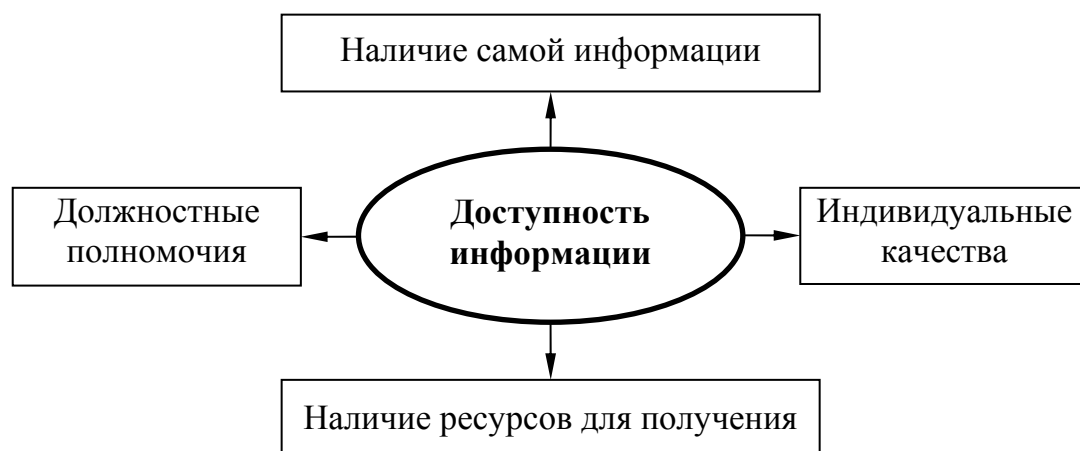 Наличие самой информации
Должностные
полномочия
Доступность
информации
Индивидуальные
качества
Наличие ресурсов для получения